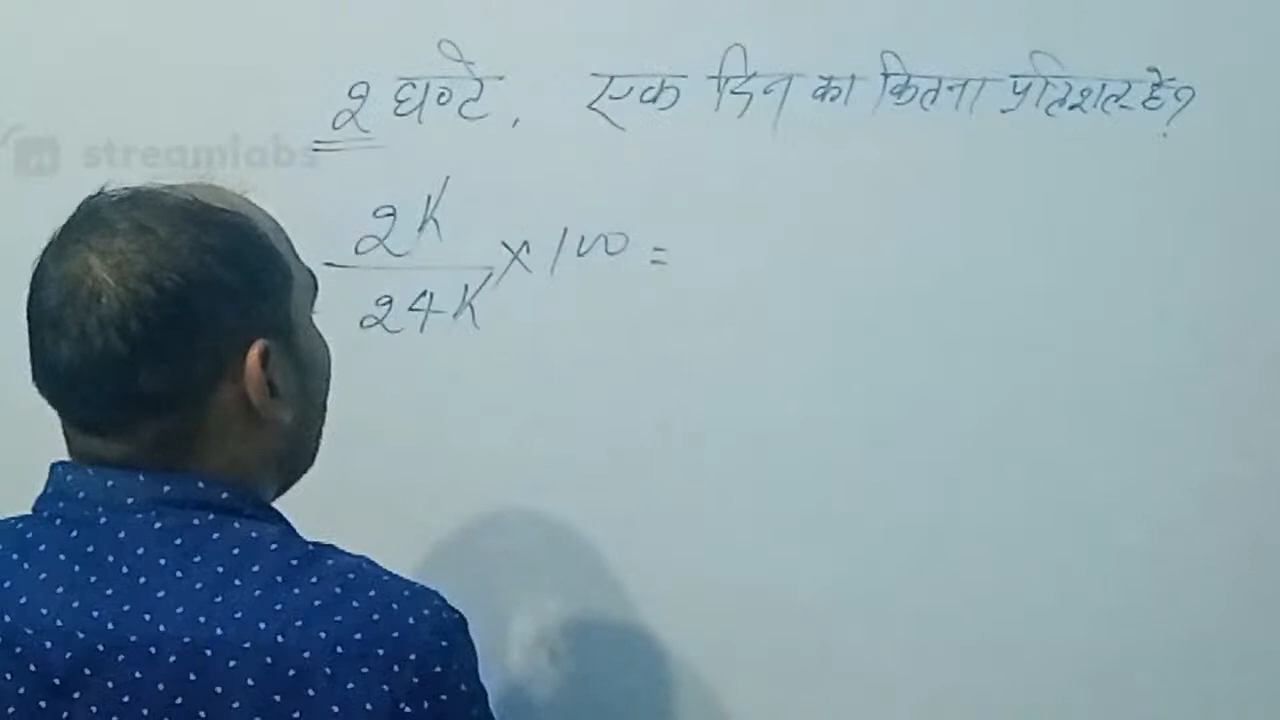 2 घण्टे, एक दिन का कितना प्रतिशत है?
streamlabs
2K
24K × 100 =